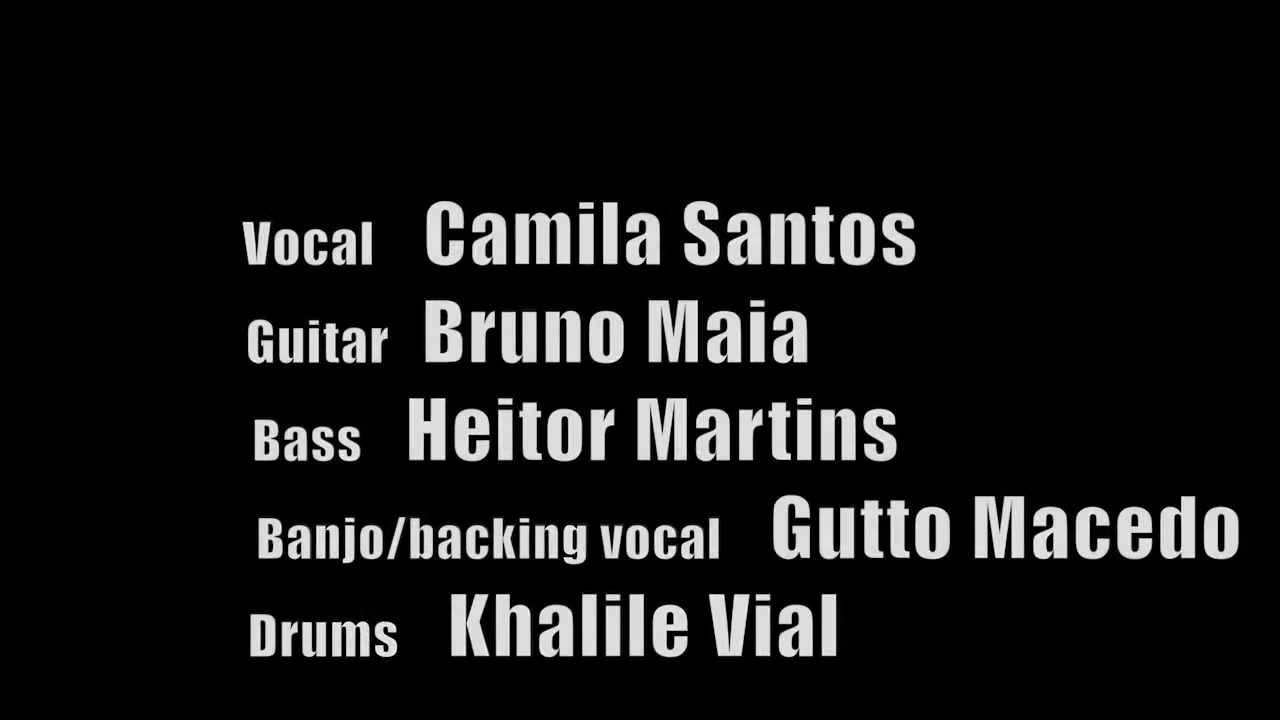 Vocal Camila Santos
Guitar Bruno Maia
Bass Heitor Martins
Banjo/backing vocal Gutto Macedo
Drums Khalile Vial